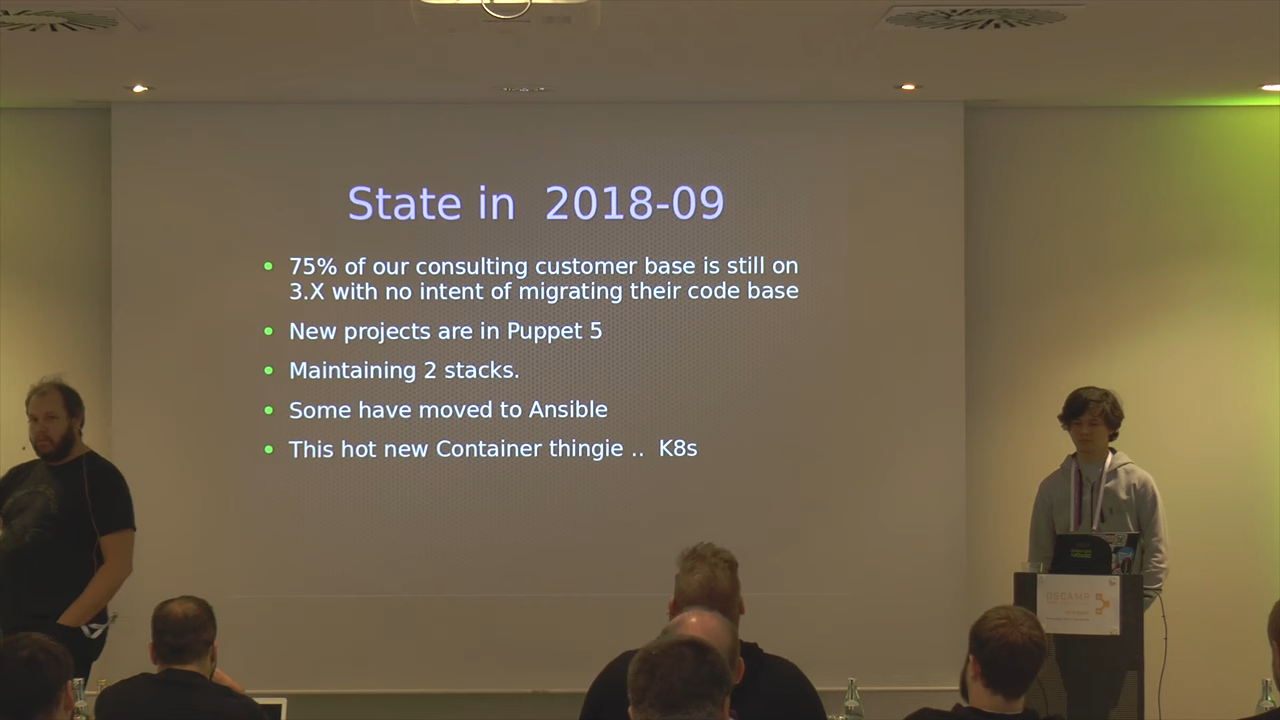 State in 2018-09
75% of our consulting customer base is still on
3.X with no intent of migrating their code base
New projects are in Puppet 5
Maintaining 2 stacks.
Some have moved to Ansible
This hot new Container thingie .. K8s
OSCAMP